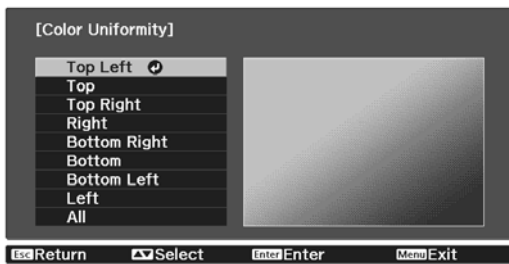 [Color Uniformity]
Top Left
Top
Top Right
Right
Bottom Right
Bottom
Bottom Left
Left
All
Esc Return Select Enter Enter Menu Exit